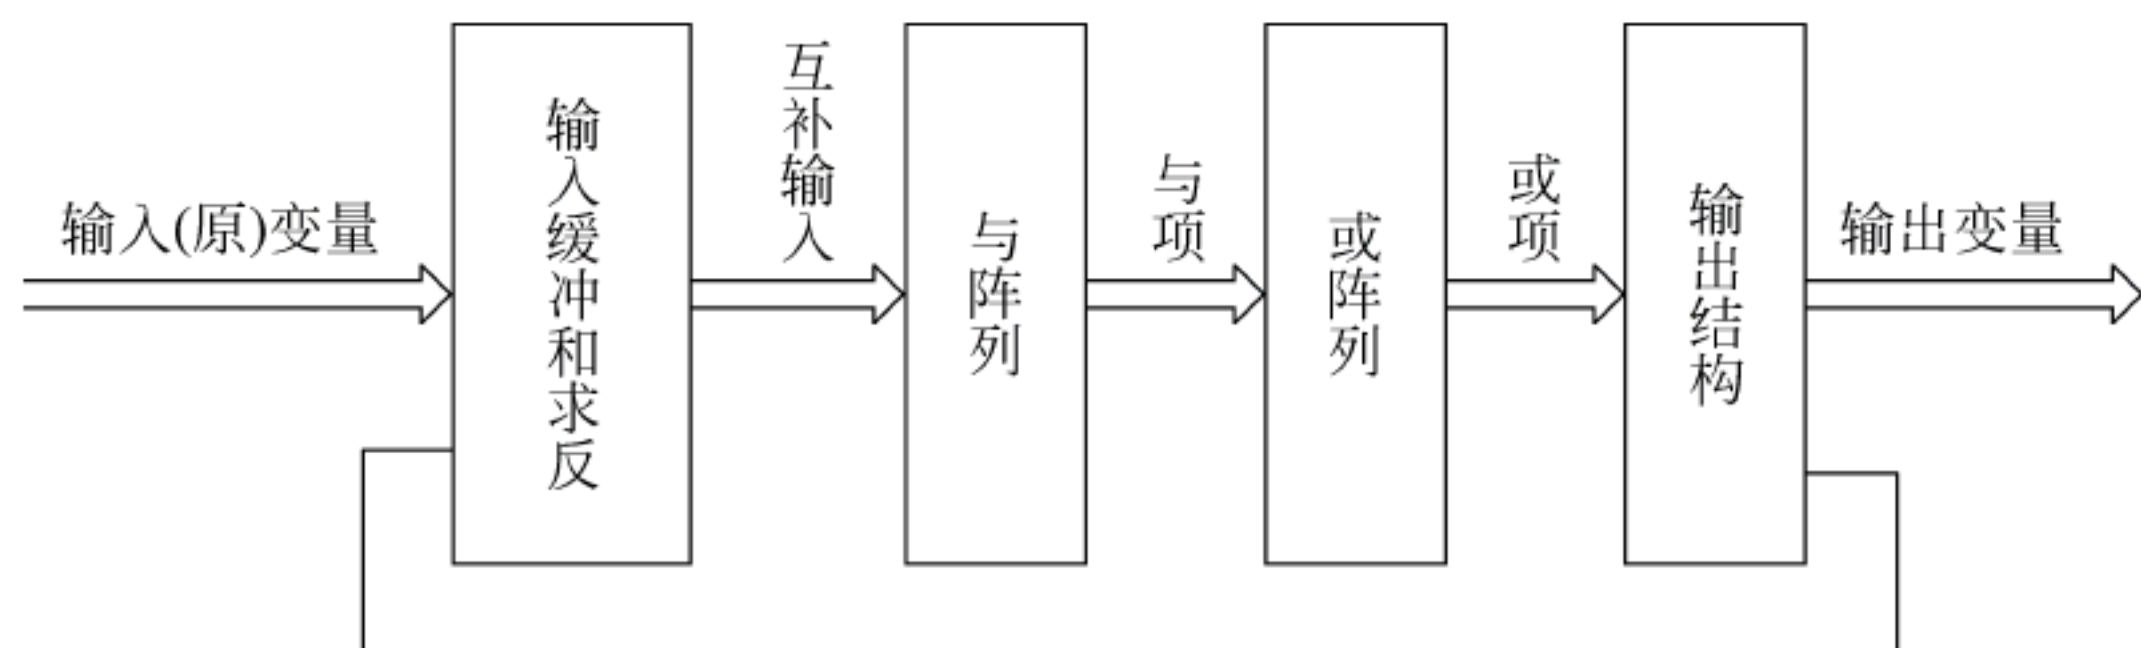 输入(原)变量
输入缓冲和求反
互补输入
与阵列
与项
或阵列
或项
输出结构
输出变量